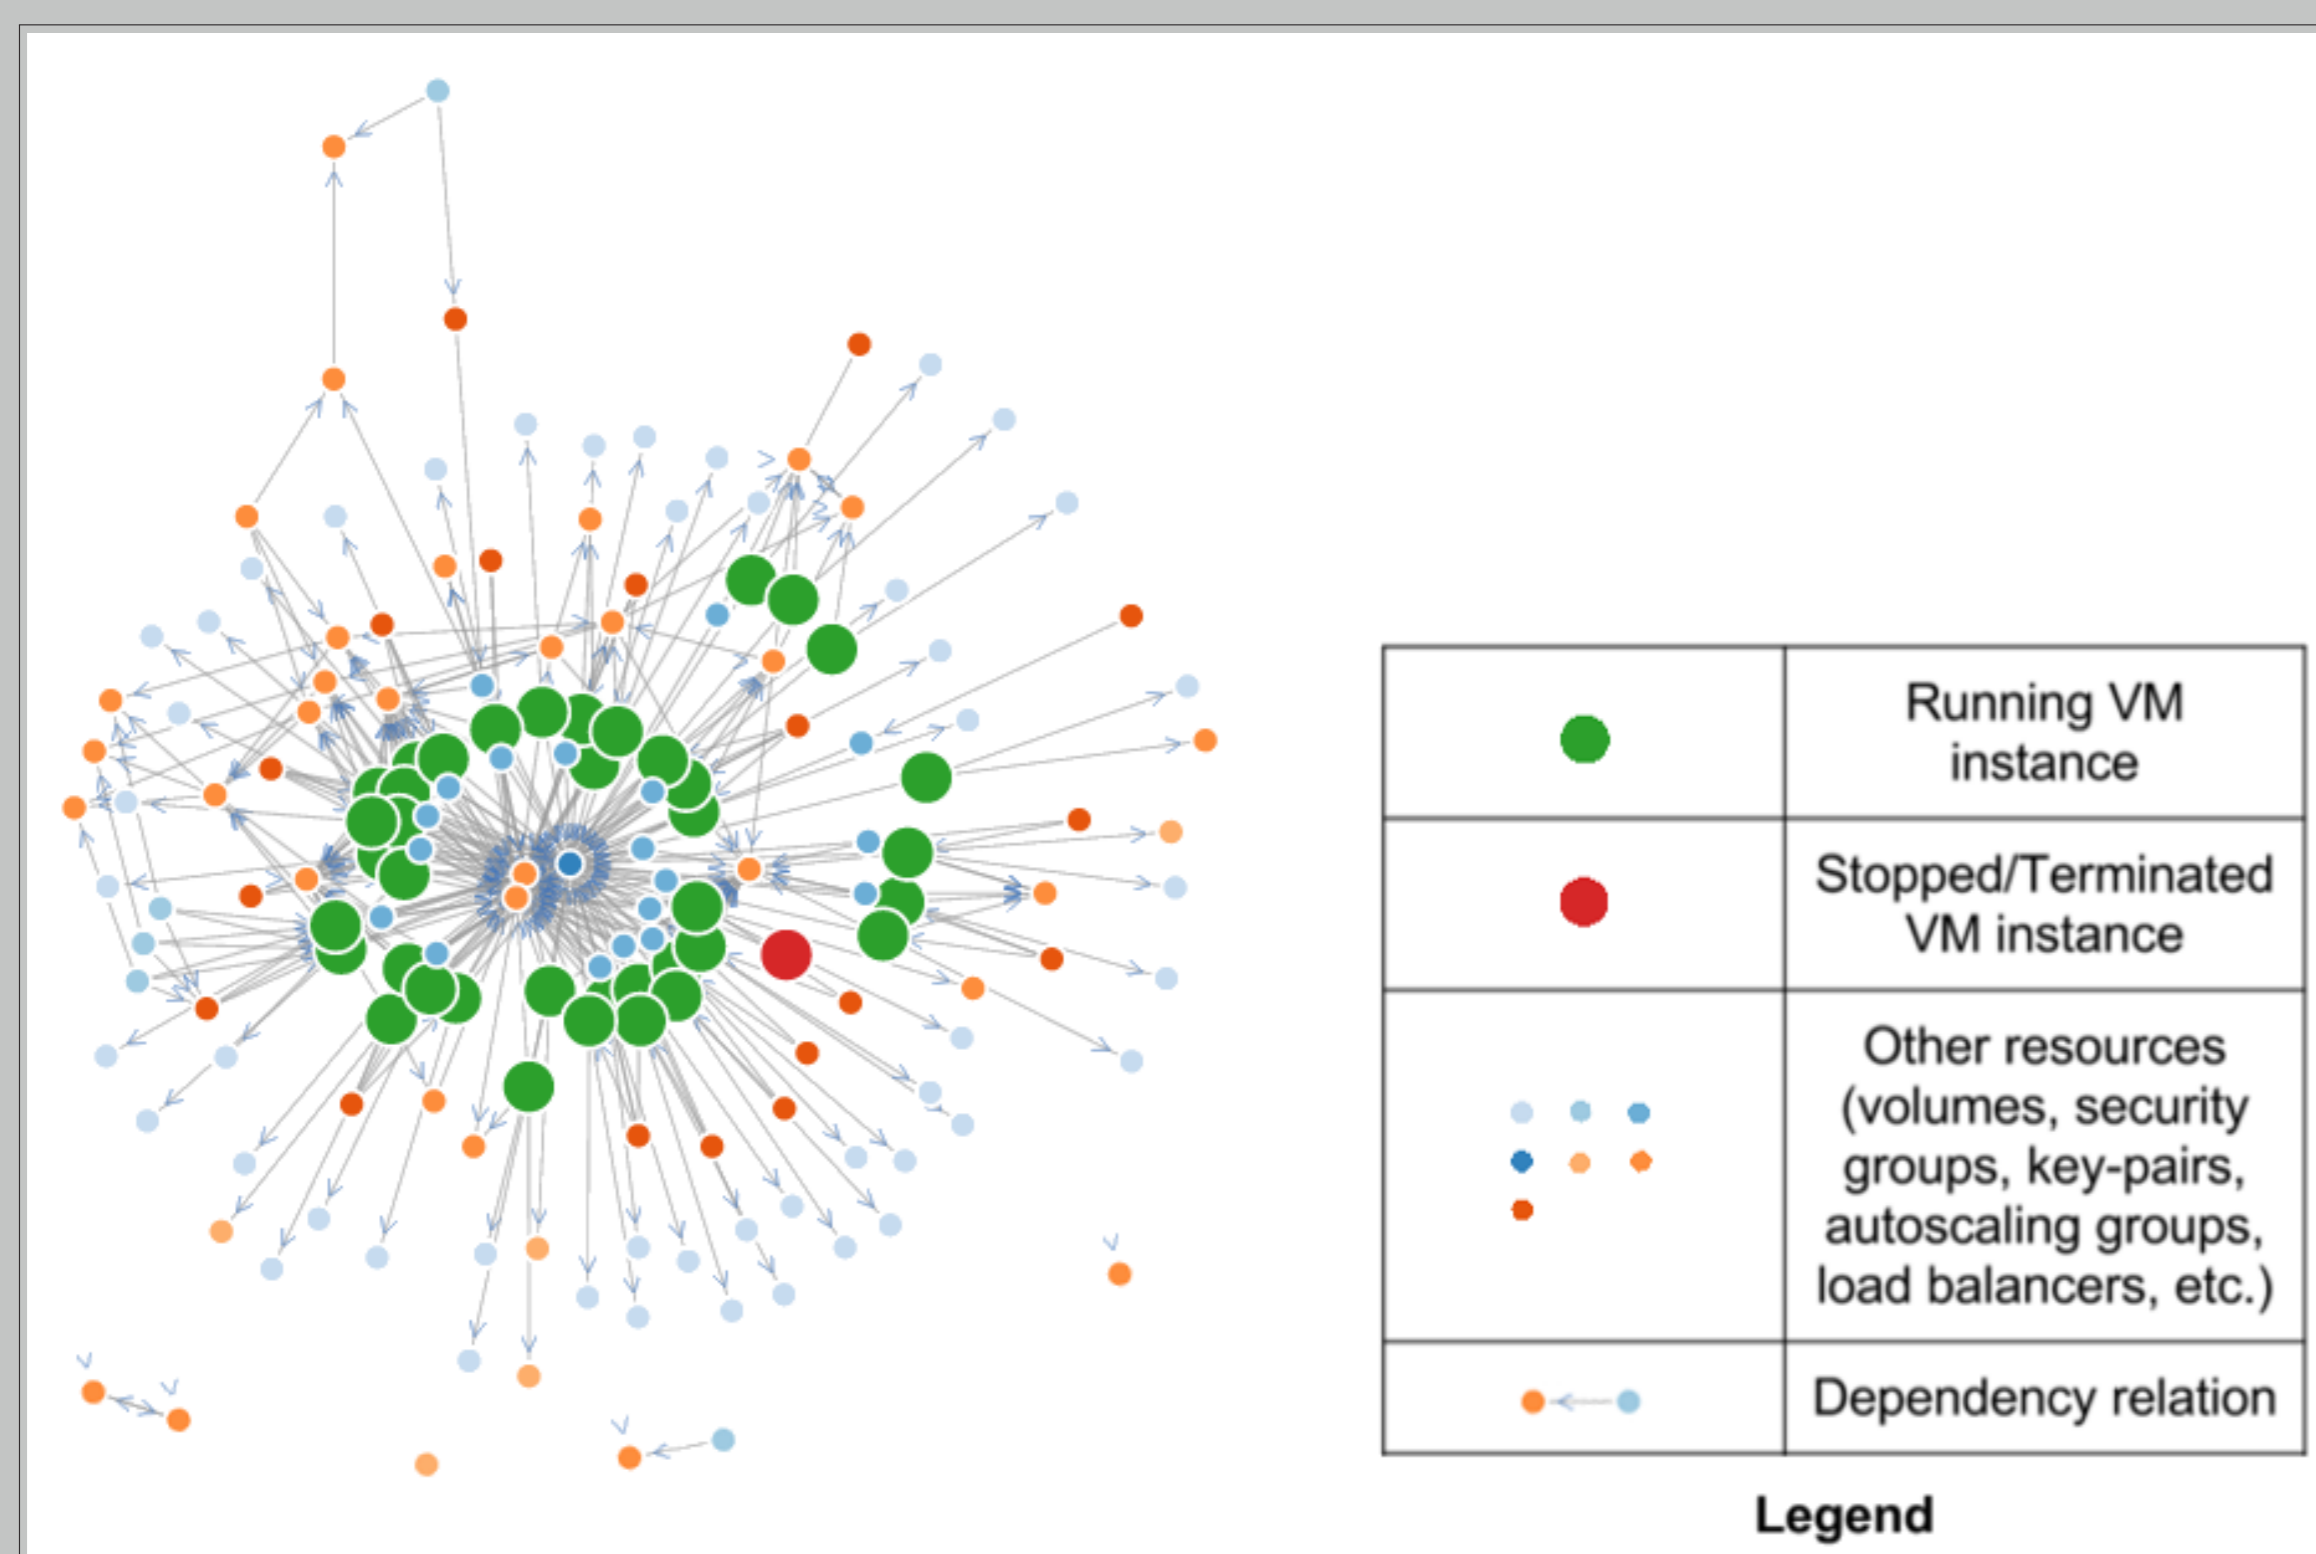 Running VM
instance
Stopped/Terminated
VM instance
Other resources
(volumes, security
groups, key-pairs,
autoscaling groups,
load balancers, etc.)
Dependency relation
Legend